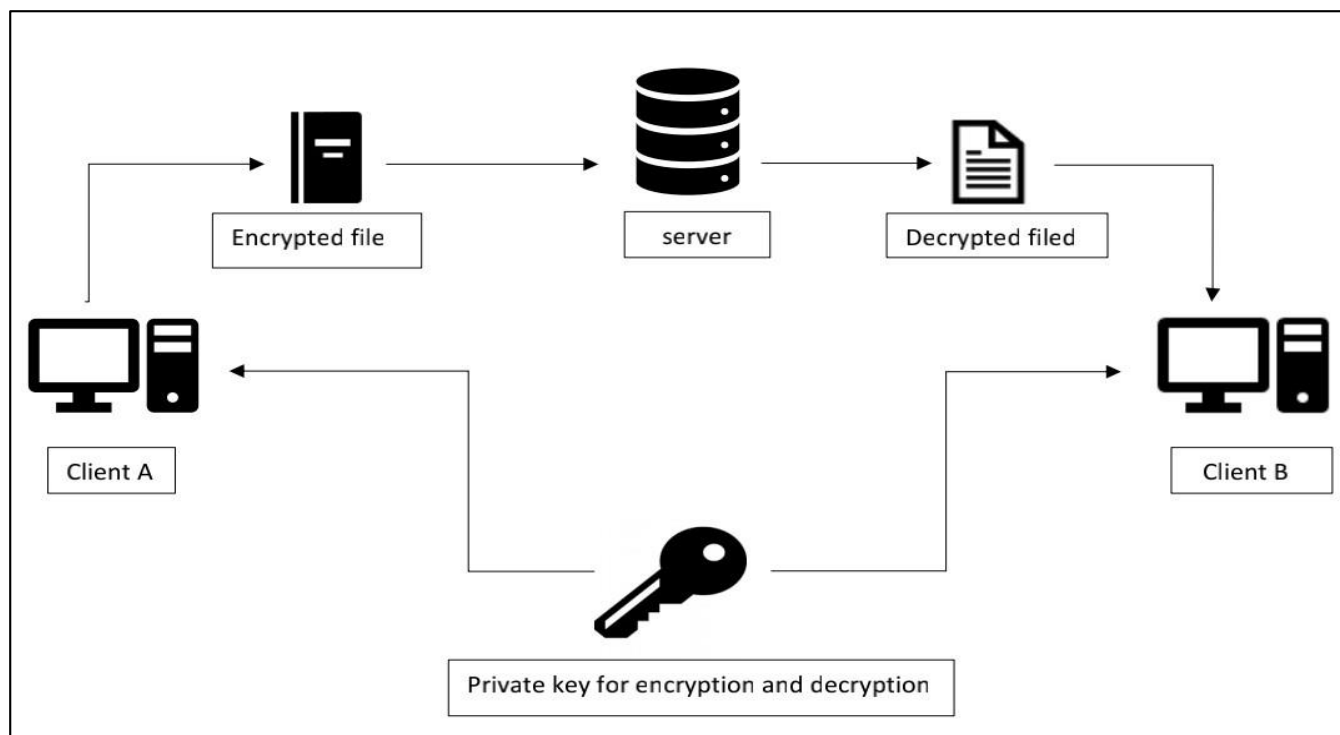 Encrypted file
server
Decrypted filed
Client A
Client B
Private key for encryption and decryption